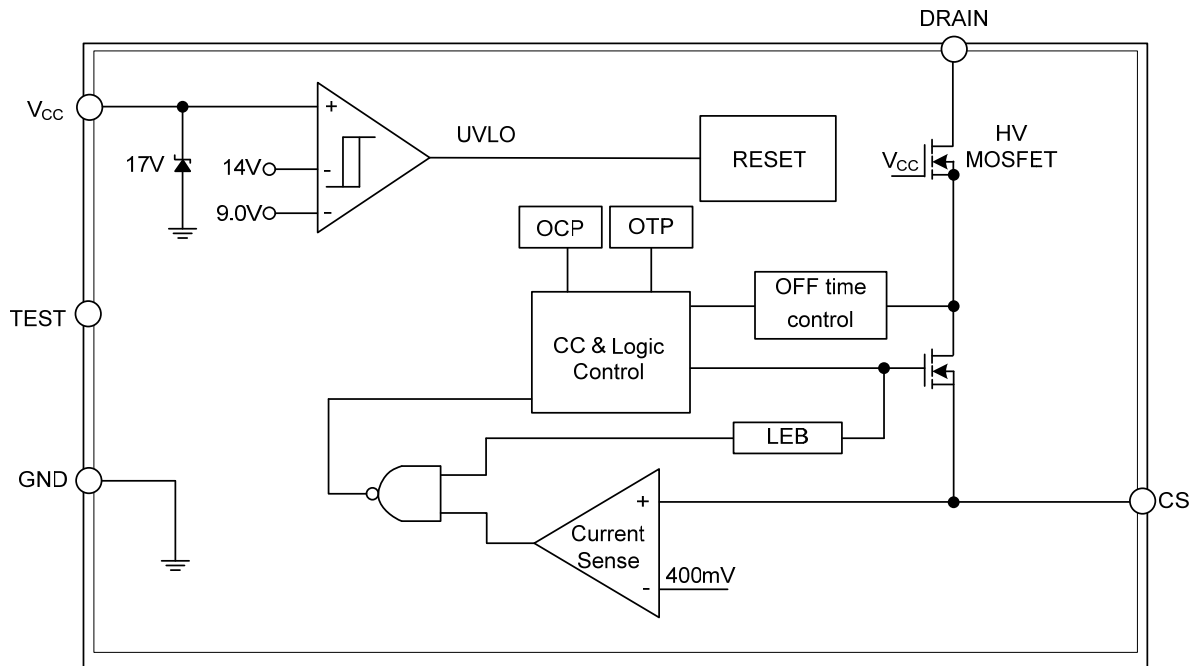 DRAIN
VCC
17V
14V
9.0V
+
-
-
UVLO
RESET
VCC
HV
MOSFET
OCP
OTP
TEST
CC & Logic
Control
OFF time
control
LEB
GND
Current
Sense
+
-
400mV
CS